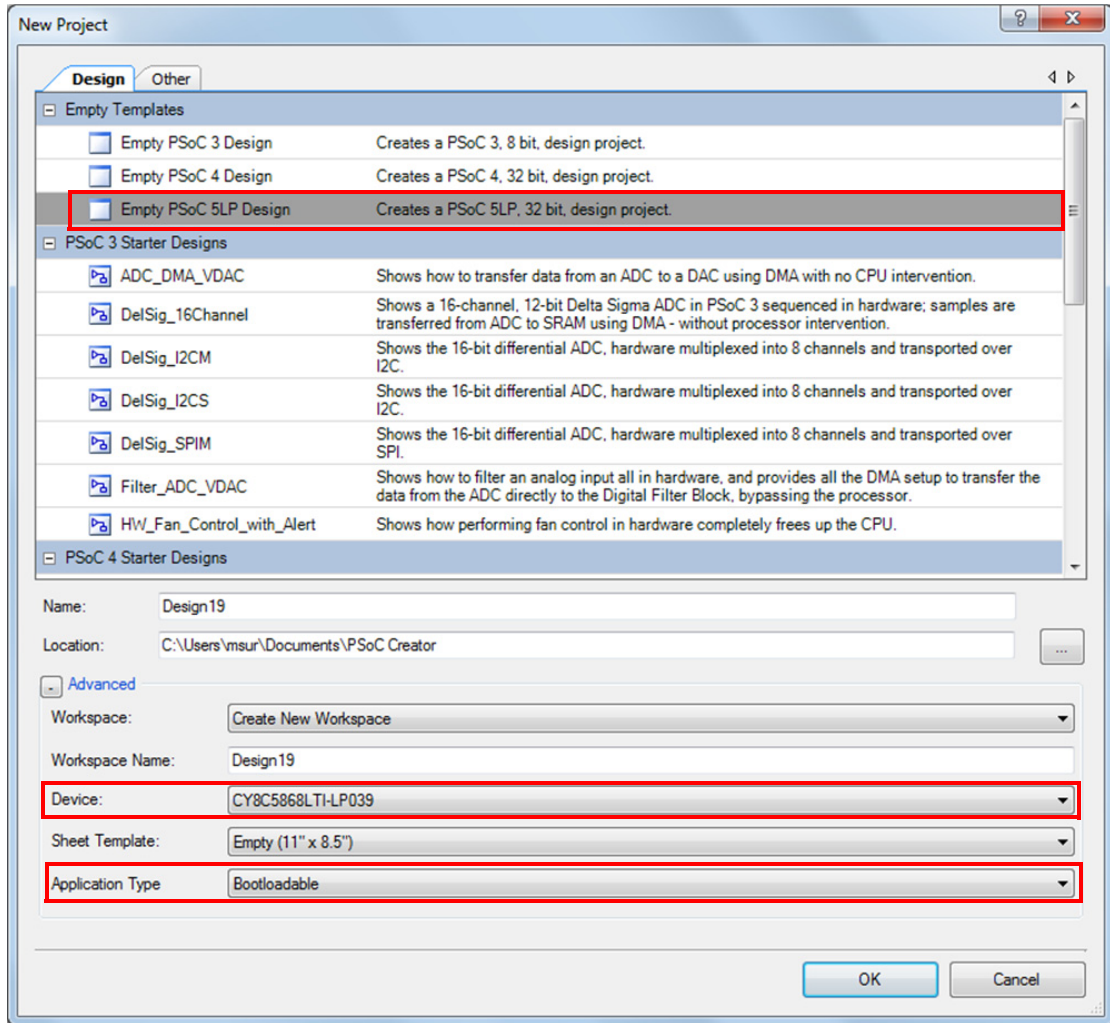 New Project
Design Other
Empty Templates
Empty PSoC 3 Design Creates a PSoC 3, 8 bit, design project.
Empty PSoC 4 Design Creates a PSoC 4, 32 bit, design project.
Empty PSoC 5LP Design Creates a PSoC 5LP, 32 bit, design project.
PSoC 3 Starter Designs
ADC_DMA_VDAC Shows how to transfer data from an ADC to a DAC using DMA with no CPU intervention.
DelSig_16Channel Shows a 16-channel, 12-bit Delta Sigma ADC in PSoC 3 sequenced in hardware; samples are
transferred from ADC to SRAM using DMA - without processor intervention.
DelSig_I2CM Shows the 16-bit differential ADC, hardware multiplexed into 8 channels and transported over
I2C.
DelSig_I2CS Shows the 16-bit differential ADC, hardware multiplexed into 8 channels and transported over
I2C.
DelSig_SPIM Shows the 16-bit differential ADC, hardware multiplexed into 8 channels and transported over
SPI.
Filter_ADC_VDAC Shows how to filter an analog input all in hardware, and provides all the DMA setup to transfer the
data from the ADC directly to the Digital Filter Block, bypassing the processor.
HW_Fan_Control_with_Alert Shows how performing fan control in hardware completely frees up the CPU.
PSoC 4 Starter Designs
Name: Design19
Location: C:\Users\msur\Documents\PSoC Creator ...
Advanced
Workspace: Create New Workspace
Workspace Name: Design19
Device: CY8C5868LTI-LP039
Sheet Template: Empty (11" x 8.5")
Application Type Bootloadable
OK Cancel